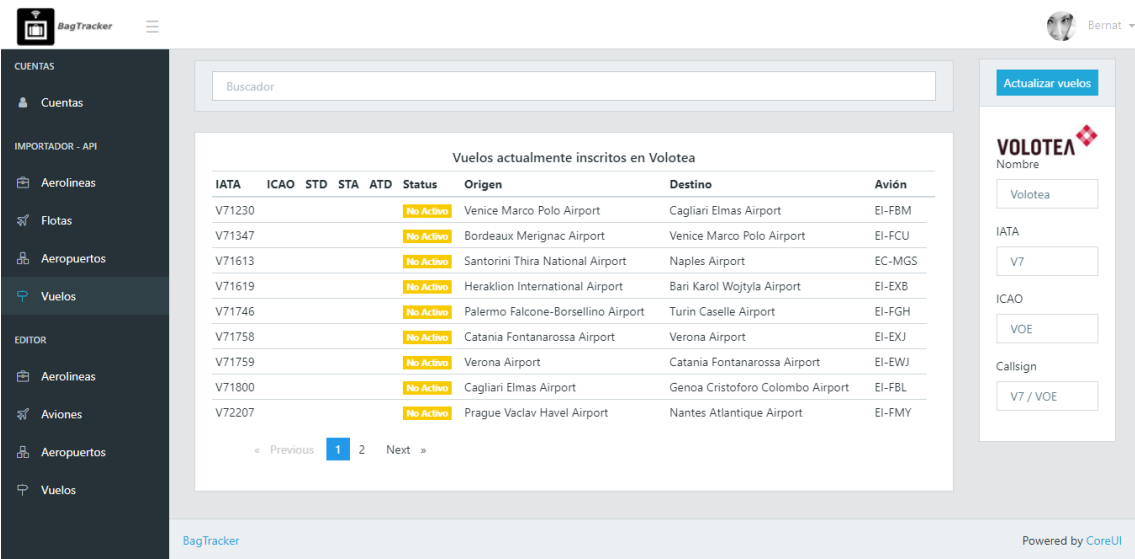 BagTracker
Bernat
CUENTAS
Cuentas
IMPORTADOR - API
Aerolineas
Flotas
Aeropuertos
Vuelos
EDITOR
Aerolineas
Aviones
Aeropuertos
Vuelos
Buscador
Vuelos actualmente inscritos en Volotea
IATA ICAO STD STA ATD Status Origen Destino Avión
V71230 No Activo Venice Marco Polo Airport Cagliari Elmas Airport EI-FBM
V71347 No Activo Bordeaux Merignac Airport Venice Marco Polo Airport EI-FCU
V71613 No Activo Santorini Thira National Airport Naples Airport EC-MGS
V71619 No Activo Heraklion International Airport Bari Karol Wojtyla Airport EI-EXB
V71746 No Activo Palermo Falcone-Borsellino Airport Turin Caselle Airport EI-FGH
V71758 No Activo Catania Fontanarossa Airport Verona Airport EI-EXJ
V71759 No Activo Verona Airport Catania Fontanarossa Airport EI-EWJ
V71800 No Activo Cagliari Elmas Airport Genoa Cristoforo Colombo Airport EI-FBL
V72207 No Activo Prague Vaclav Havel Airport Nantes Atlantique Airport EI-FMY
« Previous 1 2 Next »
Actualizar vuelos
VOLOTEA
Nombre
Volotea
IATA
V7
ICAO
VOE
Callsign
V7 / VOE
BagTracker
Powered by CoreUI